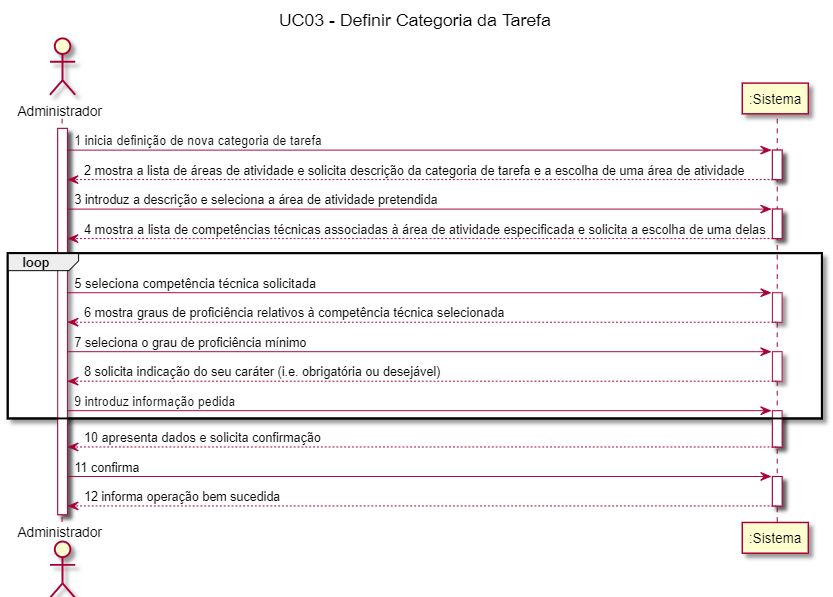 UC03 - Definir Categoria da Tarefa
Administrador
:Sistema
1 inicia definição de nova categoria de tarefa
2 mostra a lista de áreas de atividade e solicita descrição da categoria de tarefa e a escolha de uma área de atividade
3 introduz a descrição e seleciona a área de atividade pretendida
4 mostra a lista de competências técnicas associadas à área de atividade especificada e solicita a escolha de uma delas
loop
5 seleciona competência técnica solicitada
6 mostra graus de proficiência relativos à competência técnica selecionada
7 seleciona o grau de proficiência mínimo
8 solicita indicação do seu caráter (i.e. obrigatória ou desejável)
9 introduz informação pedida
10 apresenta dados e solicita confirmação
11 confirma
12 informa operação bem sucedida
Administrador
:Sistema